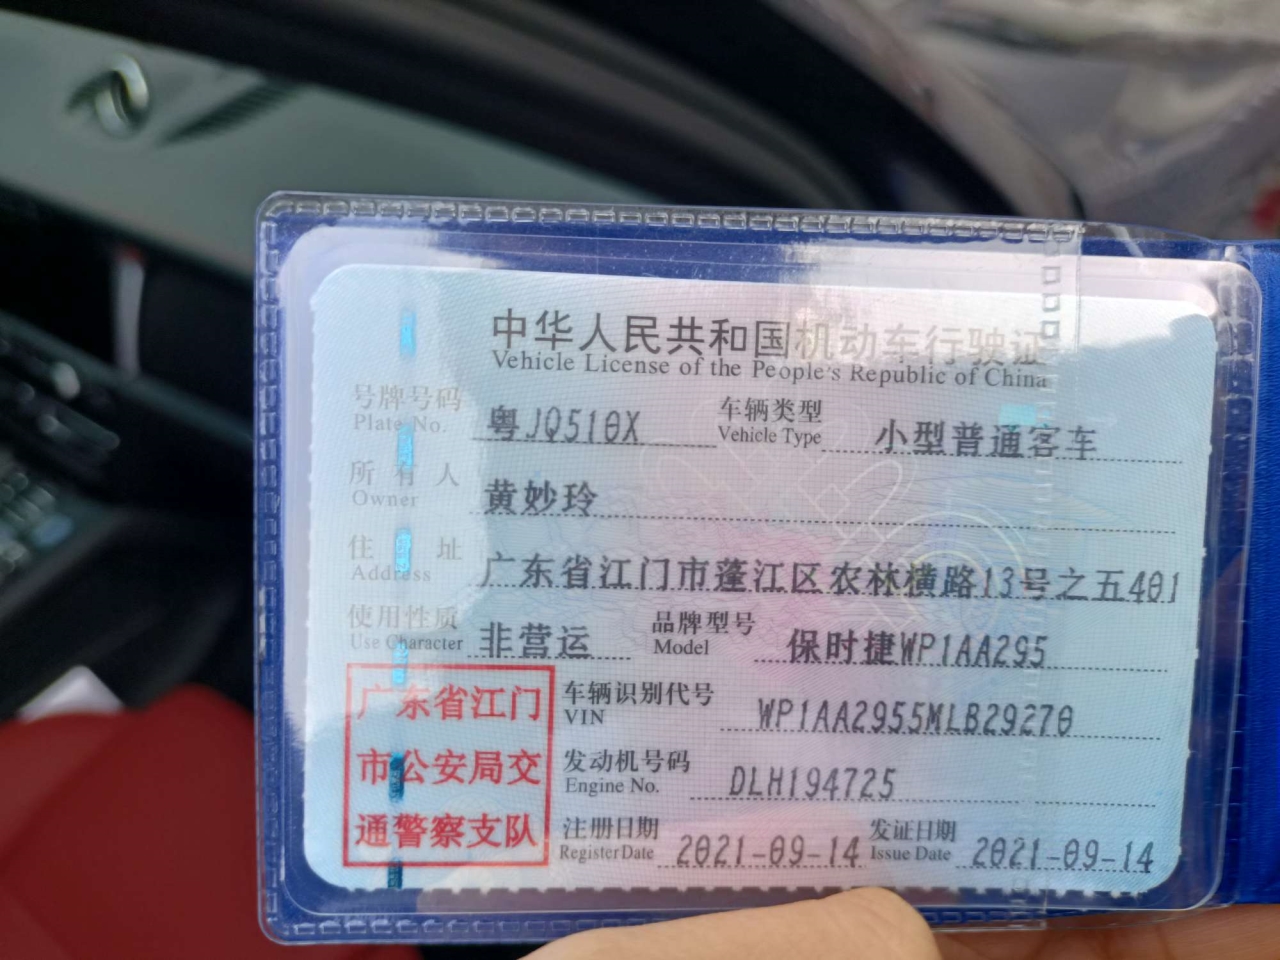 中华人民共和国机动车行驶证
Vehicle License of the People's Republic of China
号牌号码 粤JQ510X 车辆类型 小型普通客车
Plate No. Vehicle Type
所有人 黄妙玲
Owner
住址 广东省江门市蓬江区农林横路13号之五401
Address
使用性质 非营运 品牌型号 保时捷WP1AA295
Use Character Model
广东省江门
市公安局交
通警察支队
车辆识别代号 WP1AA2955MLB29270
VIN
发动机号码 DLH194725
Engine No.
注册日期 2021-09-14 发证日期 2021-09-14
Register Date Issue Date